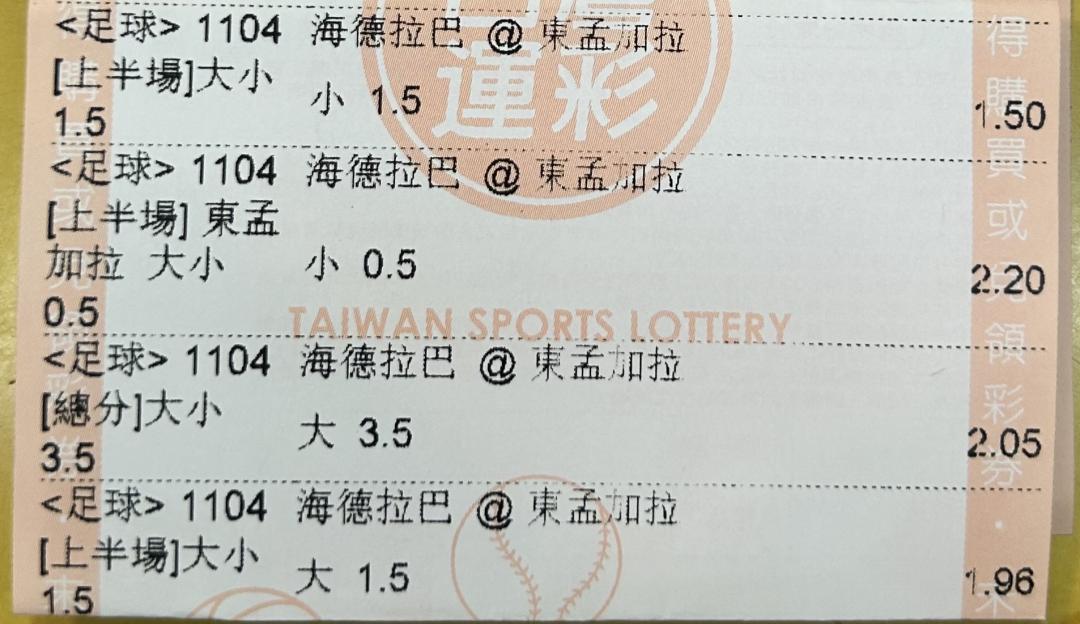 <足球> 1104 海德拉巴 @ 東孟加拉
[上半場]大小
1.5 小 1.5 1.50
<足球> 1104 海德拉巴 @ 東孟加拉
[上半場] 東孟
加拉 大小 小 0.5 2.20
0.5
TAIWAN SPORTS LOTTERY
<足球> 1104 海德拉巴 @ 東孟加拉
[總分]大小
3.5 大 3.5 2.05
<足球> 1104 海德拉巴 @ 東孟加拉
[上半場]大小
1.5 大 1.5 1.96
運彩
得購買或兌領彩券．未